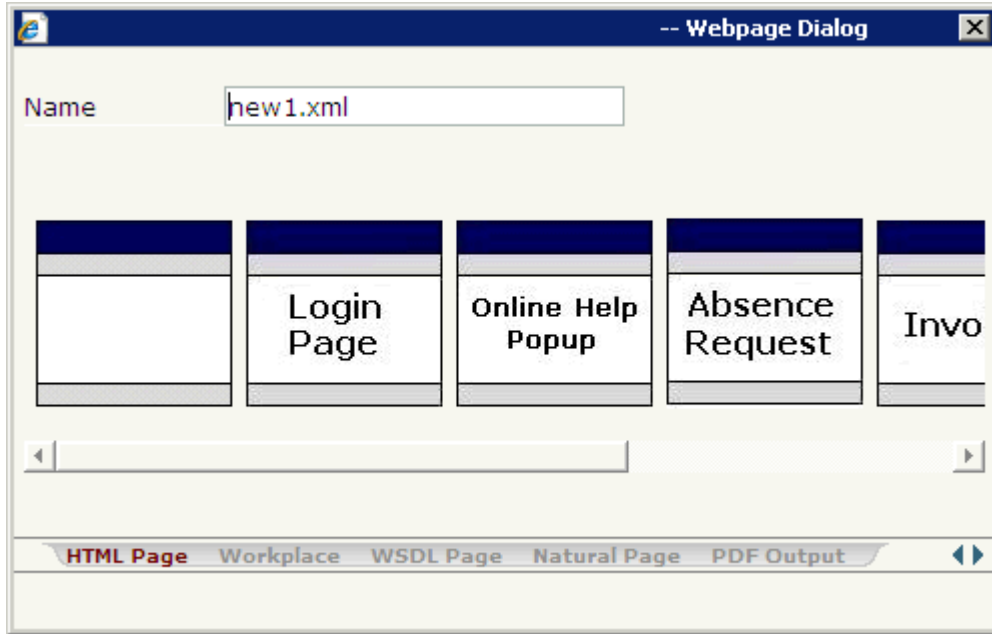 -- Webpage Dialog
Name
new1.xml
Login
Page
Online Help
Popup
Absence
Request
Invo
HTML Page Workplace WSDL Page Natural Page PDF Output